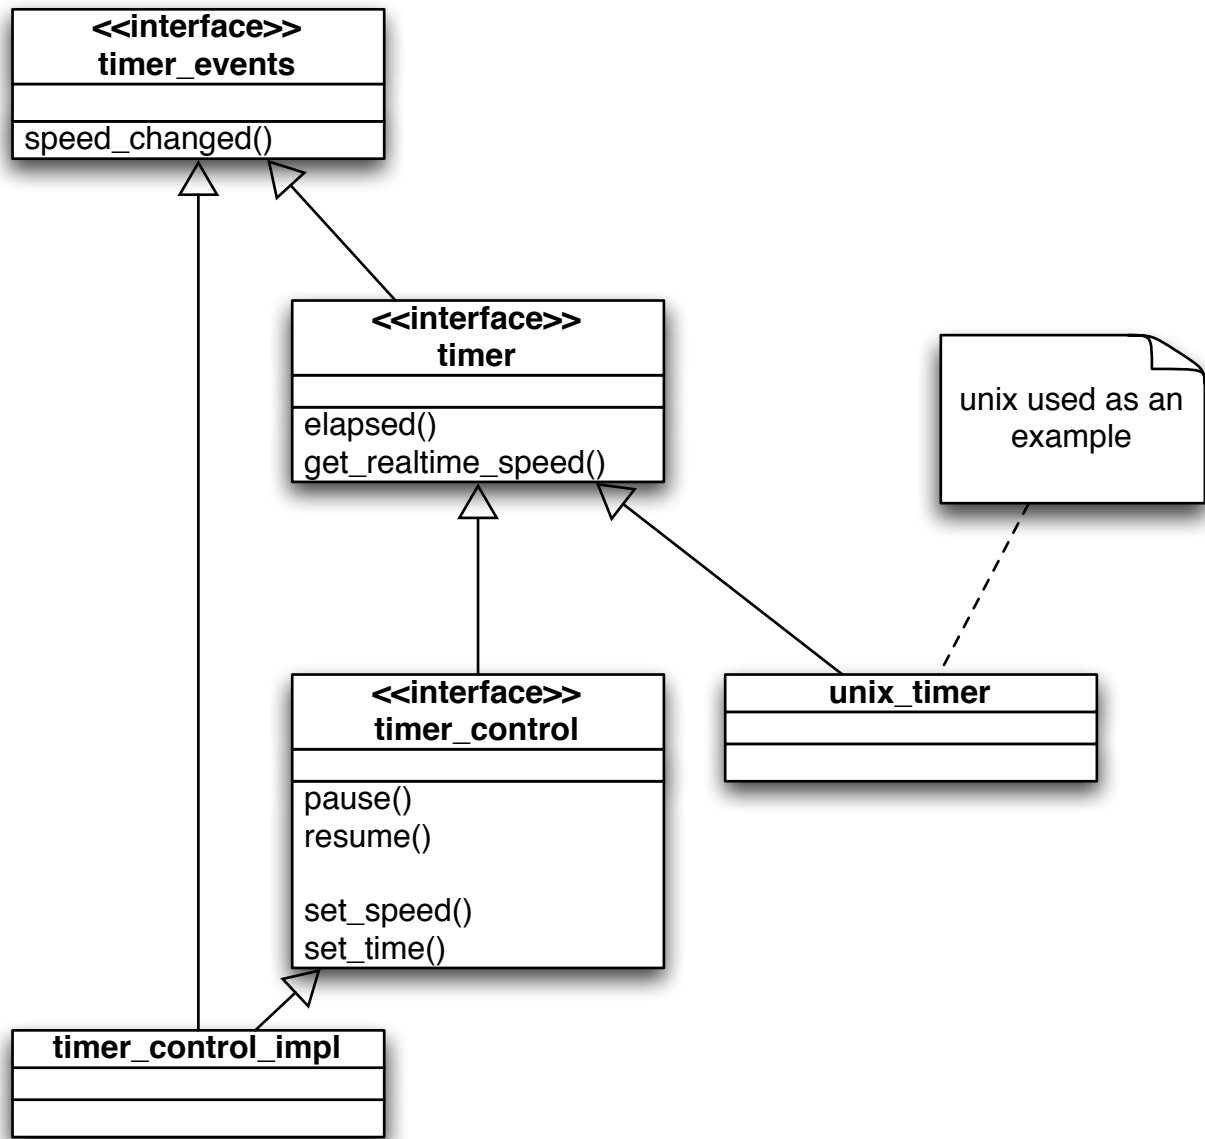 <<interface>>
timer_events
speed_changed()
<<interface>>
timer
elapsed()
get_realtime_speed()
unix used as an
example
<<interface>>
timer_control
pause()
resume()
set_speed()
set_time()
unix_timer
timer_control_impl